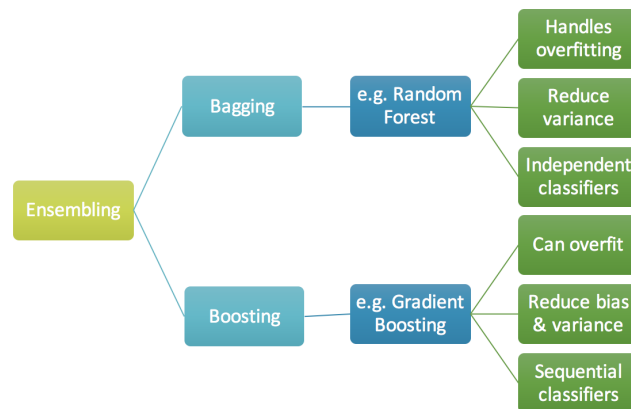 Ensembling
Bagging
e.g. Random
Forest
Handles
overfitting
Reduce
variance
Independent
classifiers
Boosting
e.g. Gradient
Boosting
Can overfit
Reduce bias
& variance
Sequential
classifiers